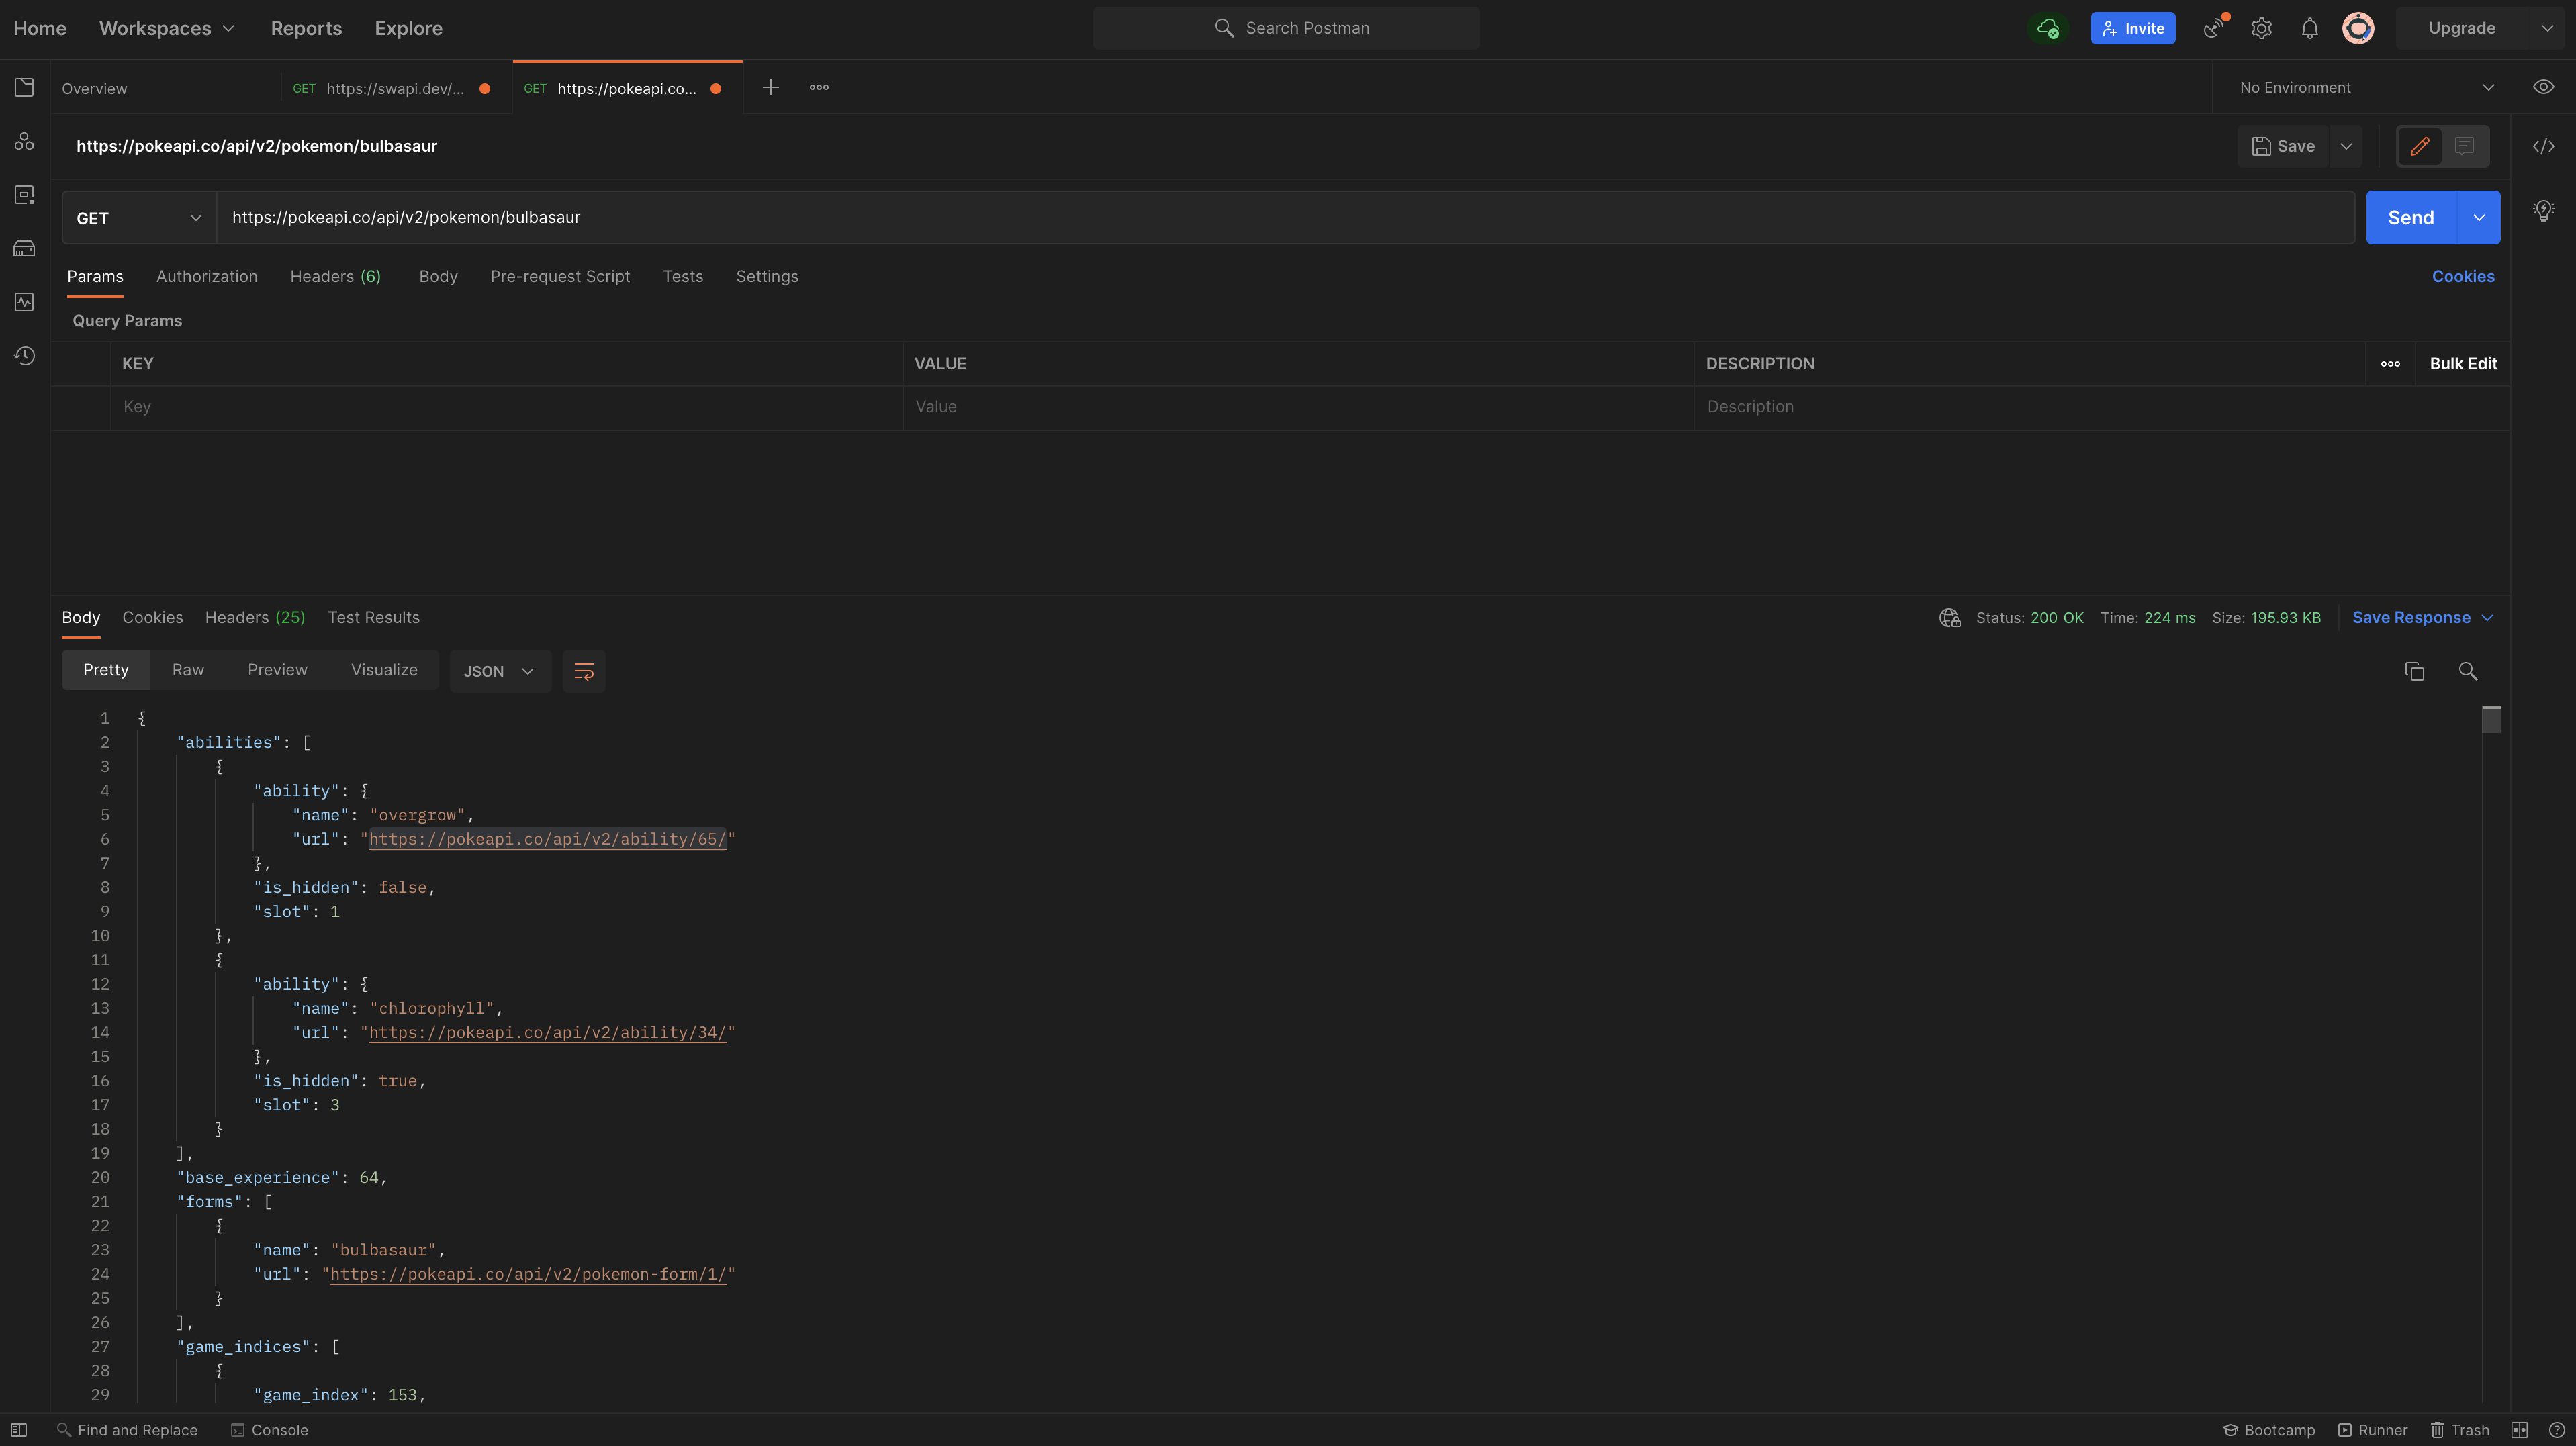 Home Workspaces Reports Explore Search Postman Invite Upgrade
Overview GET https://swapi.dev/... GET https://pokeapi.co... No Environment
https://pokeapi.co/api/v2/pokemon/bulbasaur Save
GET https://pokeapi.co/api/v2/pokemon/bulbasaur Send
Params Authorization Headers (6) Body Pre-request Script Tests Settings Cookies
Query Params
KEY VALUE DESCRIPTION Bulk Edit
Key Value Description
Body Cookies Headers (25) Test Results Status: 200 OK Time: 224 ms Size: 195.93 KB Save Response
Pretty Raw Preview Visualize JSON
1 {
2 "abilities": [
3 {
4 "ability": {
5 "name": "overgrow",
6 "url": "https://pokeapi.co/api/v2/ability/65/"
7 },
8 "is_hidden": false,
9 "slot": 1
10 },
11 {
12 "ability": {
13 "name": "chlorophyll",
14 "url": "https://pokeapi.co/api/v2/ability/34/"
15 },
16 "is_hidden": true,
17 "slot": 3
18 }
19 ],
20 "base_experience": 64,
21 "forms": [
22 {
23 "name": "bulbasaur",
24 "url": "https://pokeapi.co/api/v2/pokemon-form/1/"
25 }
26 ],
27 "game_indices": [
28 {
29 "game_index": 153,
Find and Replace Console Bootcamp Runner Trash